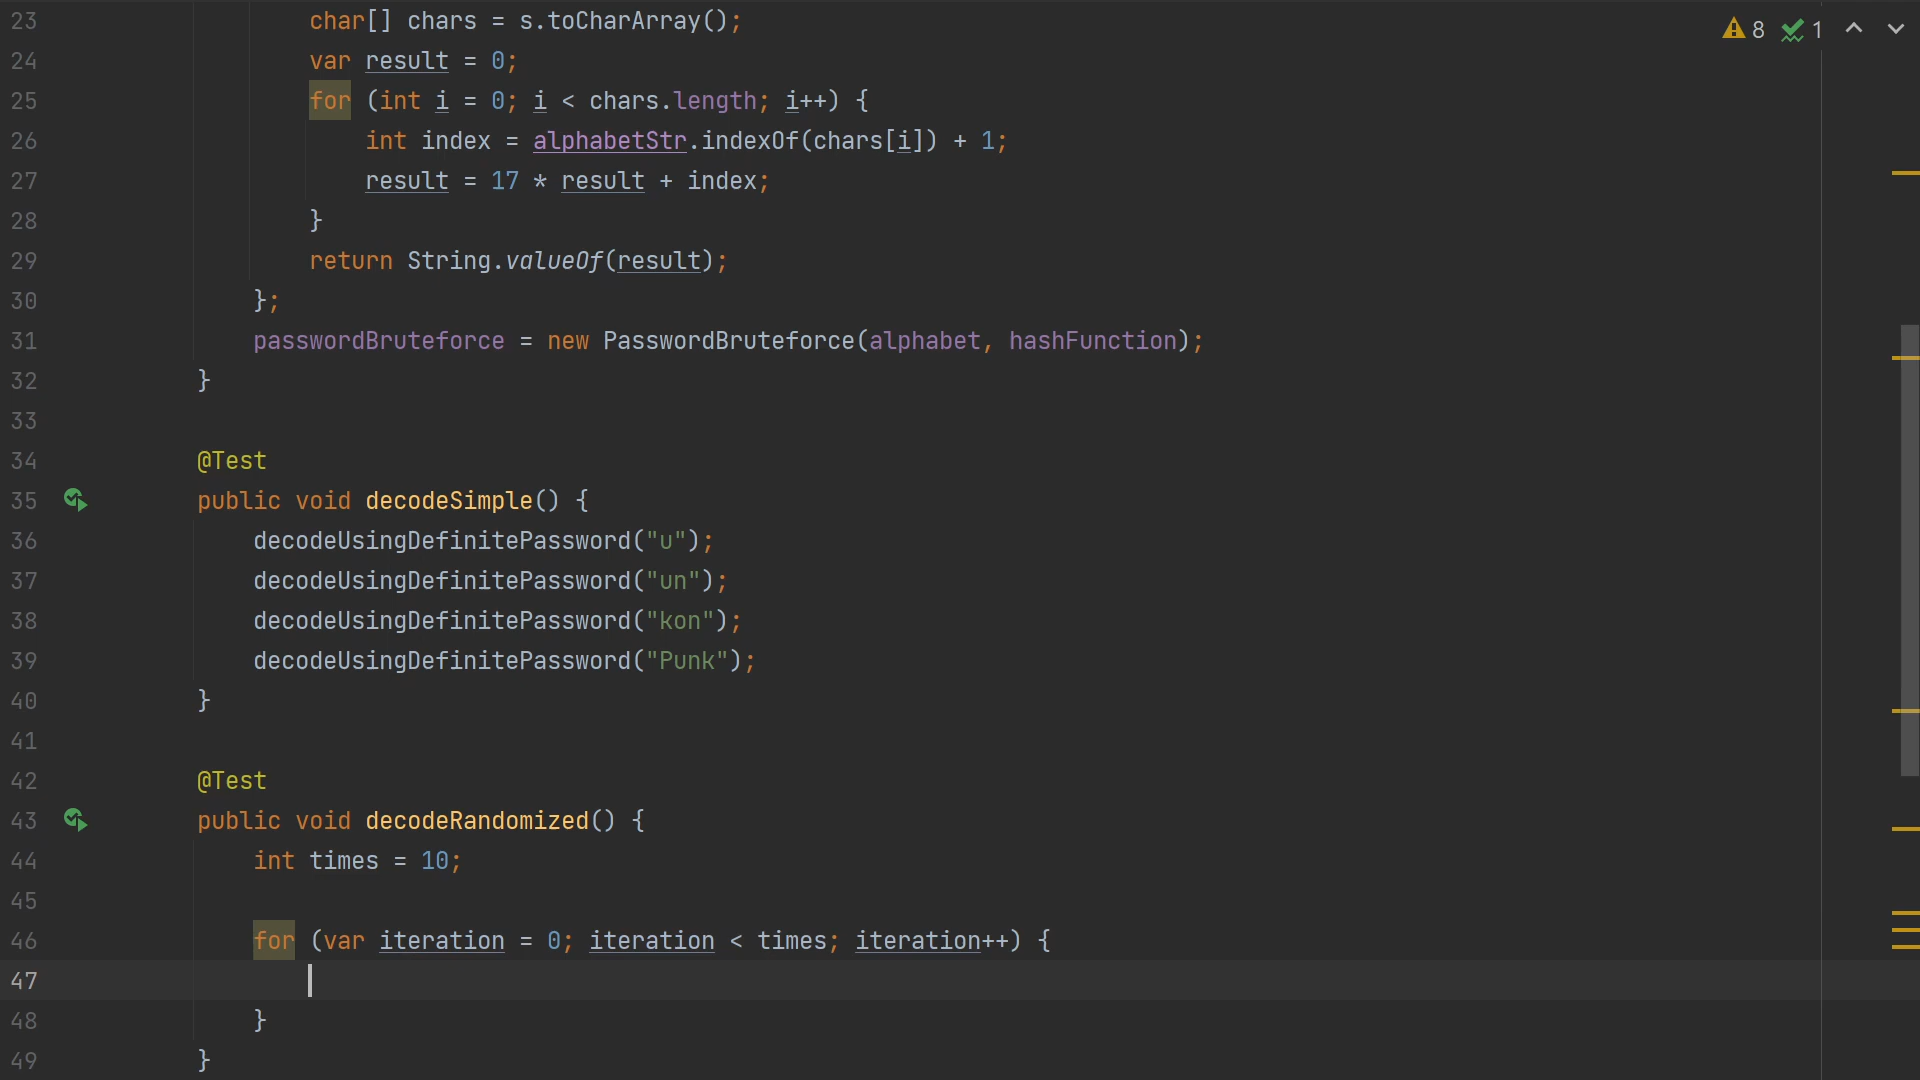 8 1
23 char[] chars = s.toCharArray();
24 var result = 0;
25 for (int i = 0; i < chars.length; i++) {
26 int index = alphabetStr.indexOf(chars[i]) + 1;
27 result = 17 * result + index;
28 }
29 return String.valueOf(result);
30 };
31 passwordBruteforce = new PasswordBruteforce(alphabet, hashFunction);
32 }
33
34 @Test
35 public void decodeSimple() {
36 decodeUsingDefinitePassword("u");
37 decodeUsingDefinitePassword("un");
38 decodeUsingDefinitePassword("kon");
39 decodeUsingDefinitePassword("Punk");
40 }
41
42 @Test
43 public void decodeRandomized() {
44 int times = 10;
45
46 for (var iteration = 0; iteration < times; iteration++) {
47
48 }
49 }